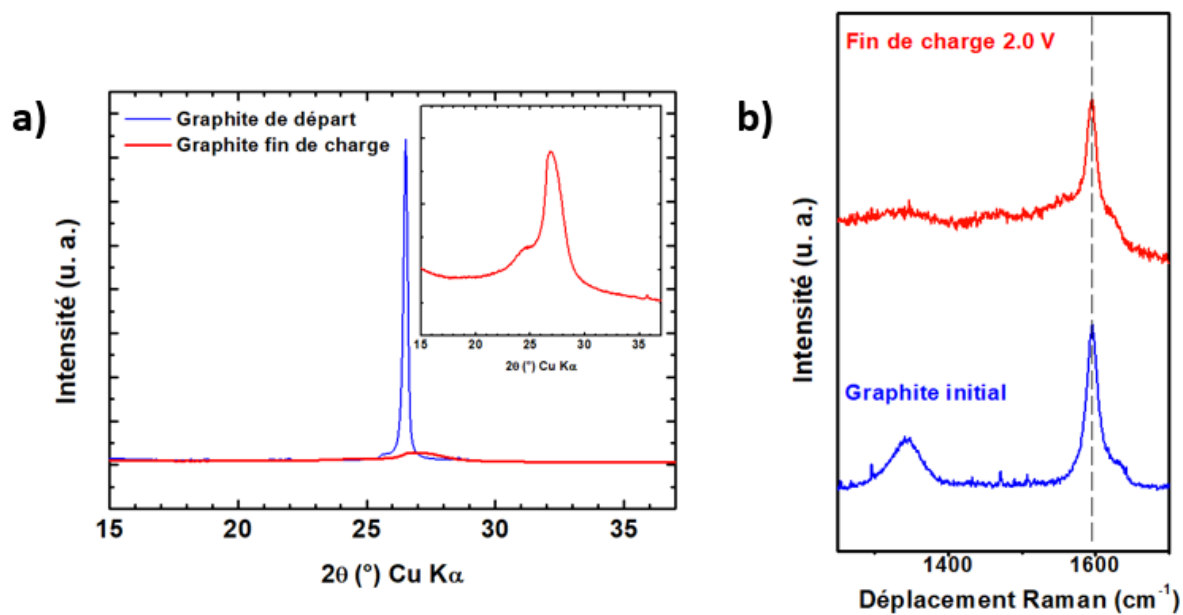 a)
Graphite de départ
Graphite fin de charge
Intensité (u. a.)
15 20 25 30 35
2θ (°) Cu Kα
15 20 25 30 35
2θ (°) Cu Kα
b)
Fin de charge 2.0 V
Graphite initial
Intensité (u. a.)
1400 1600
Déplacement Raman (cm⁻¹)